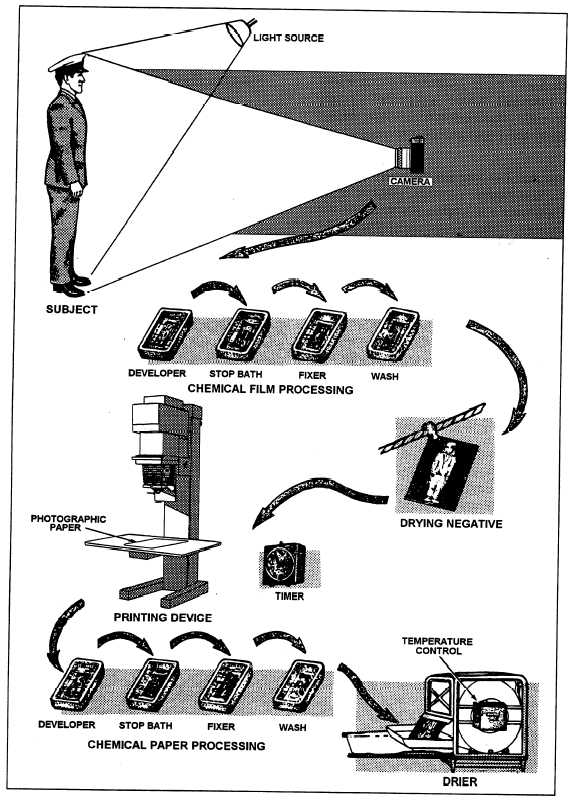 LIGHT SOURCE
CAMERA
SUBJECT
DEVELOPER
STOP BATH
FIXER
WASH
CHEMICAL FILM PROCESSING
DRYING NEGATIVE
PHOTOGRAPHIC
PAPER
PRINTING DEVICE
TIMER
TEMPERATURE
CONTROL
DEVELOPER
STOP BATH
FIXER
WASH
CHEMICAL PAPER PROCESSING
DRIER